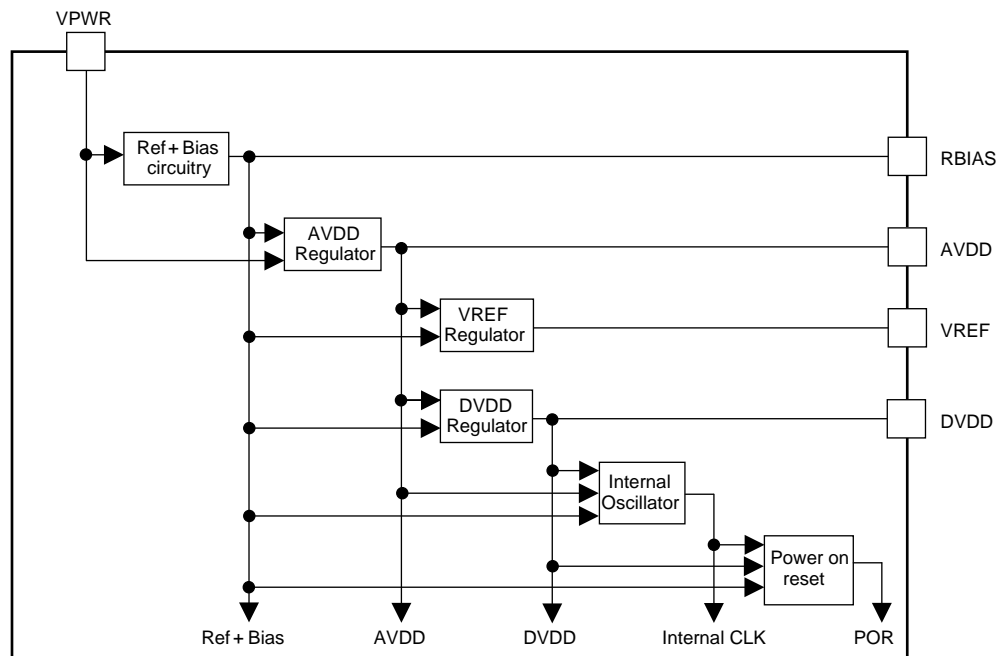 VPWR
Ref + Bias
circuitry
RBIAS
AVDD
Regulator
AVDD
VREF
Regulator
VREF
DVDD
Regulator
DVDD
Internal
Oscillator
Power on
reset
Ref + Bias
AVDD
DVDD
Internal CLK
POR